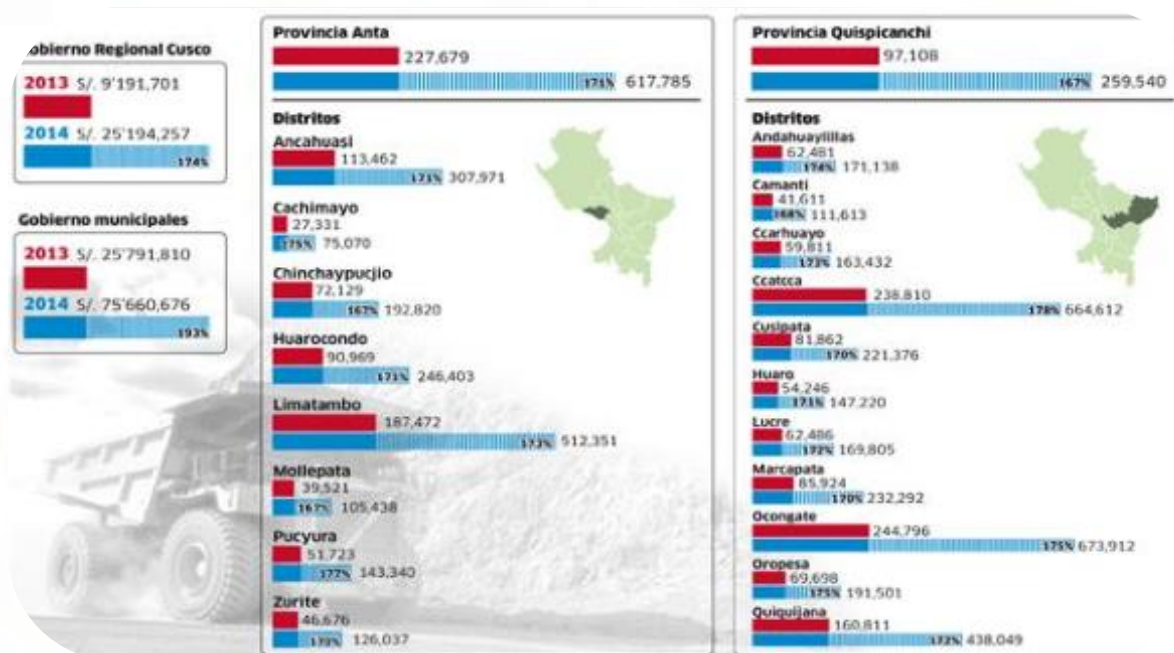 obierno Regional Cusco
2013 S/. 9'191,701
2014 S/. 25'194,257
174%
Gobierno municipales
2013 S/. 25'791,810
2014 S/. 75'660,676
193%
Provincia Anta
227,679
171% 617,785
Distritos
Ancahuasi
113,462
171% 307,971
Cachimayo
27,331
175% 75,070
Chinchaypucjio
72,129
167% 192,820
Huarocondo
90,969
171% 246,403
Limatambo
187,472
173% 512,351
Mollepata
39,521
167% 105,438
Pucyura
51,723
177% 143,340
Zurite
46,676
170% 126,037
Provincia Quispicanchi
97,108
167% 259,540
Distritos
Andahuaylillas
62,481
174% 171,138
Camanti
41,611
168% 111,613
Ccarhuayo
59,811
173% 163,432
Ccatcca
238,810
178% 664,612
Cusipata
81,862
170% 221,376
Huaro
54,246
171% 147,220
Lucre
62,486
172% 169,805
Marcapata
85,924
170% 232,292
Ocongate
244,796
175% 673,912
Oropesa
69,698
175% 191,501
Quiquijana
160,811
172% 438,049